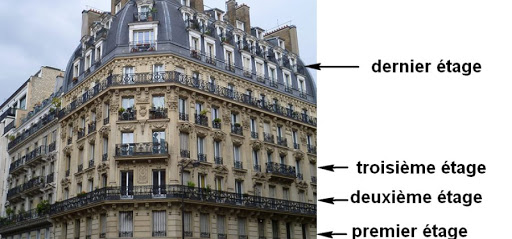 dernier étage
troisième étage
deuxième étage
premier étage